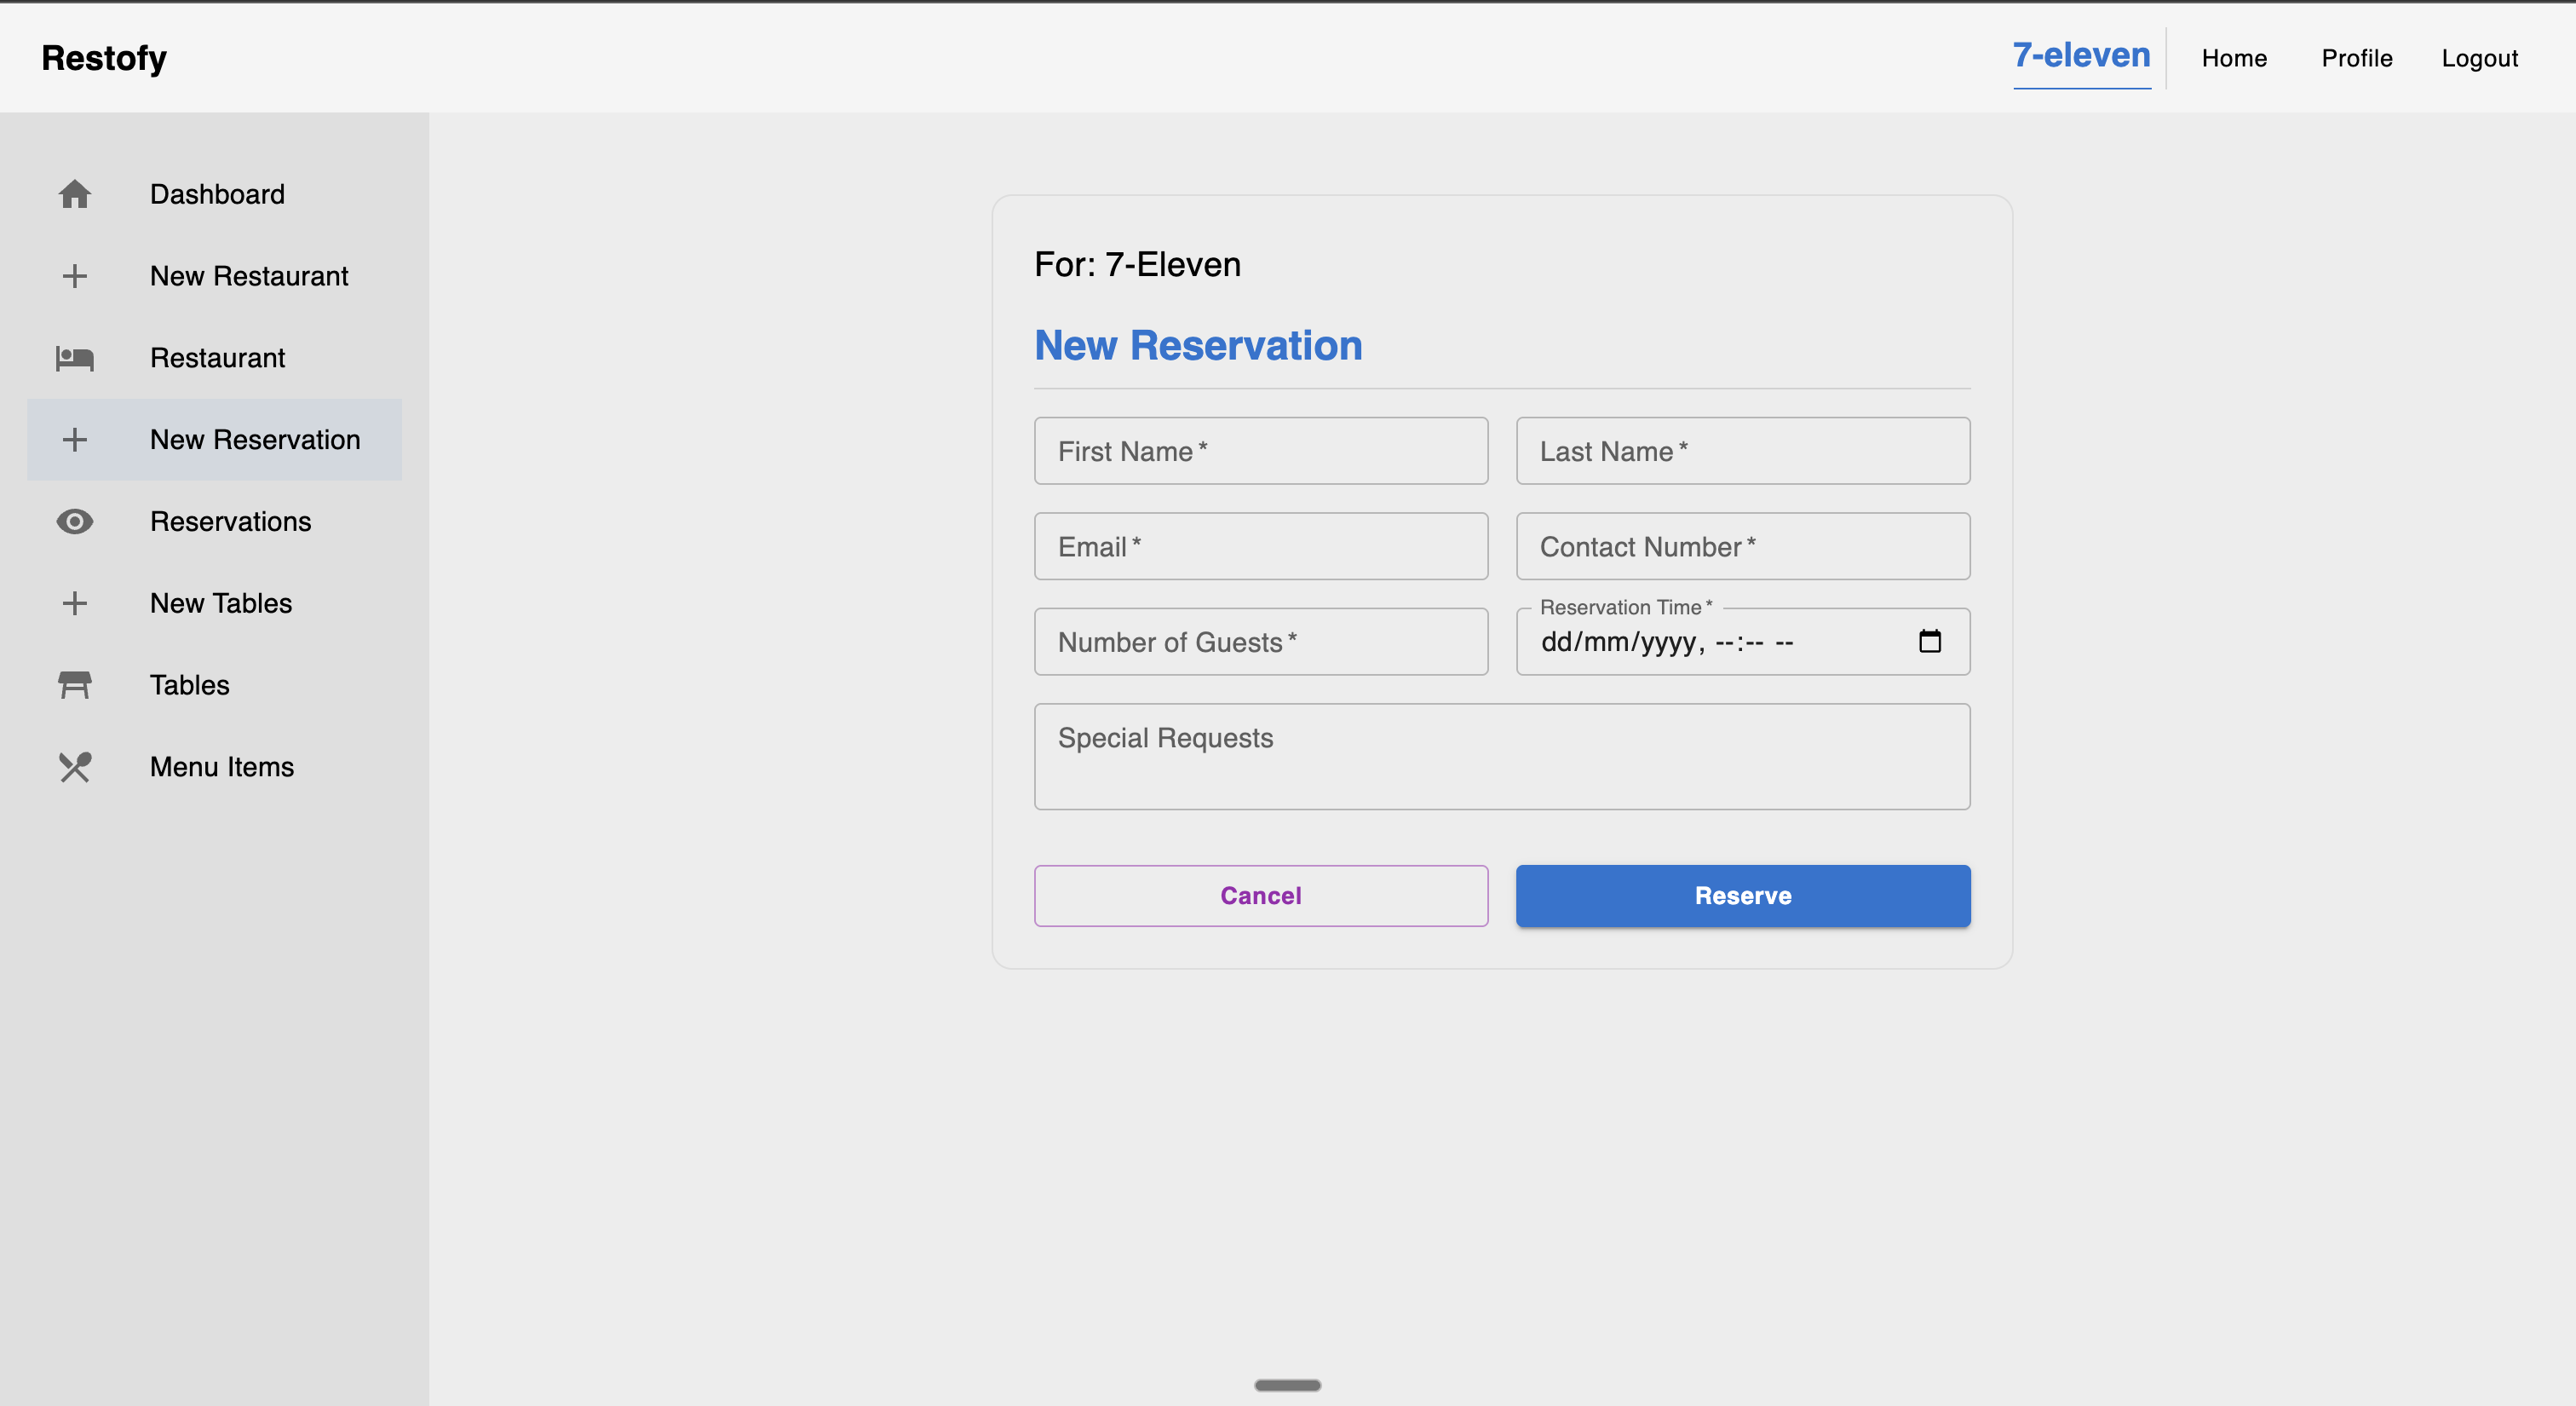 Restofy
7-eleven
Home
Profile
Logout
Dashboard
New Restaurant
Restaurant
New Reservation
Reservations
New Tables
Tables
Menu Items
For: 7-Eleven
New Reservation
First Name *
Last Name *
Email *
Contact Number *
Number of Guests *
Reservation Time *
dd/mm/yyyy, --:-- --
Special Requests
Cancel
Reserve